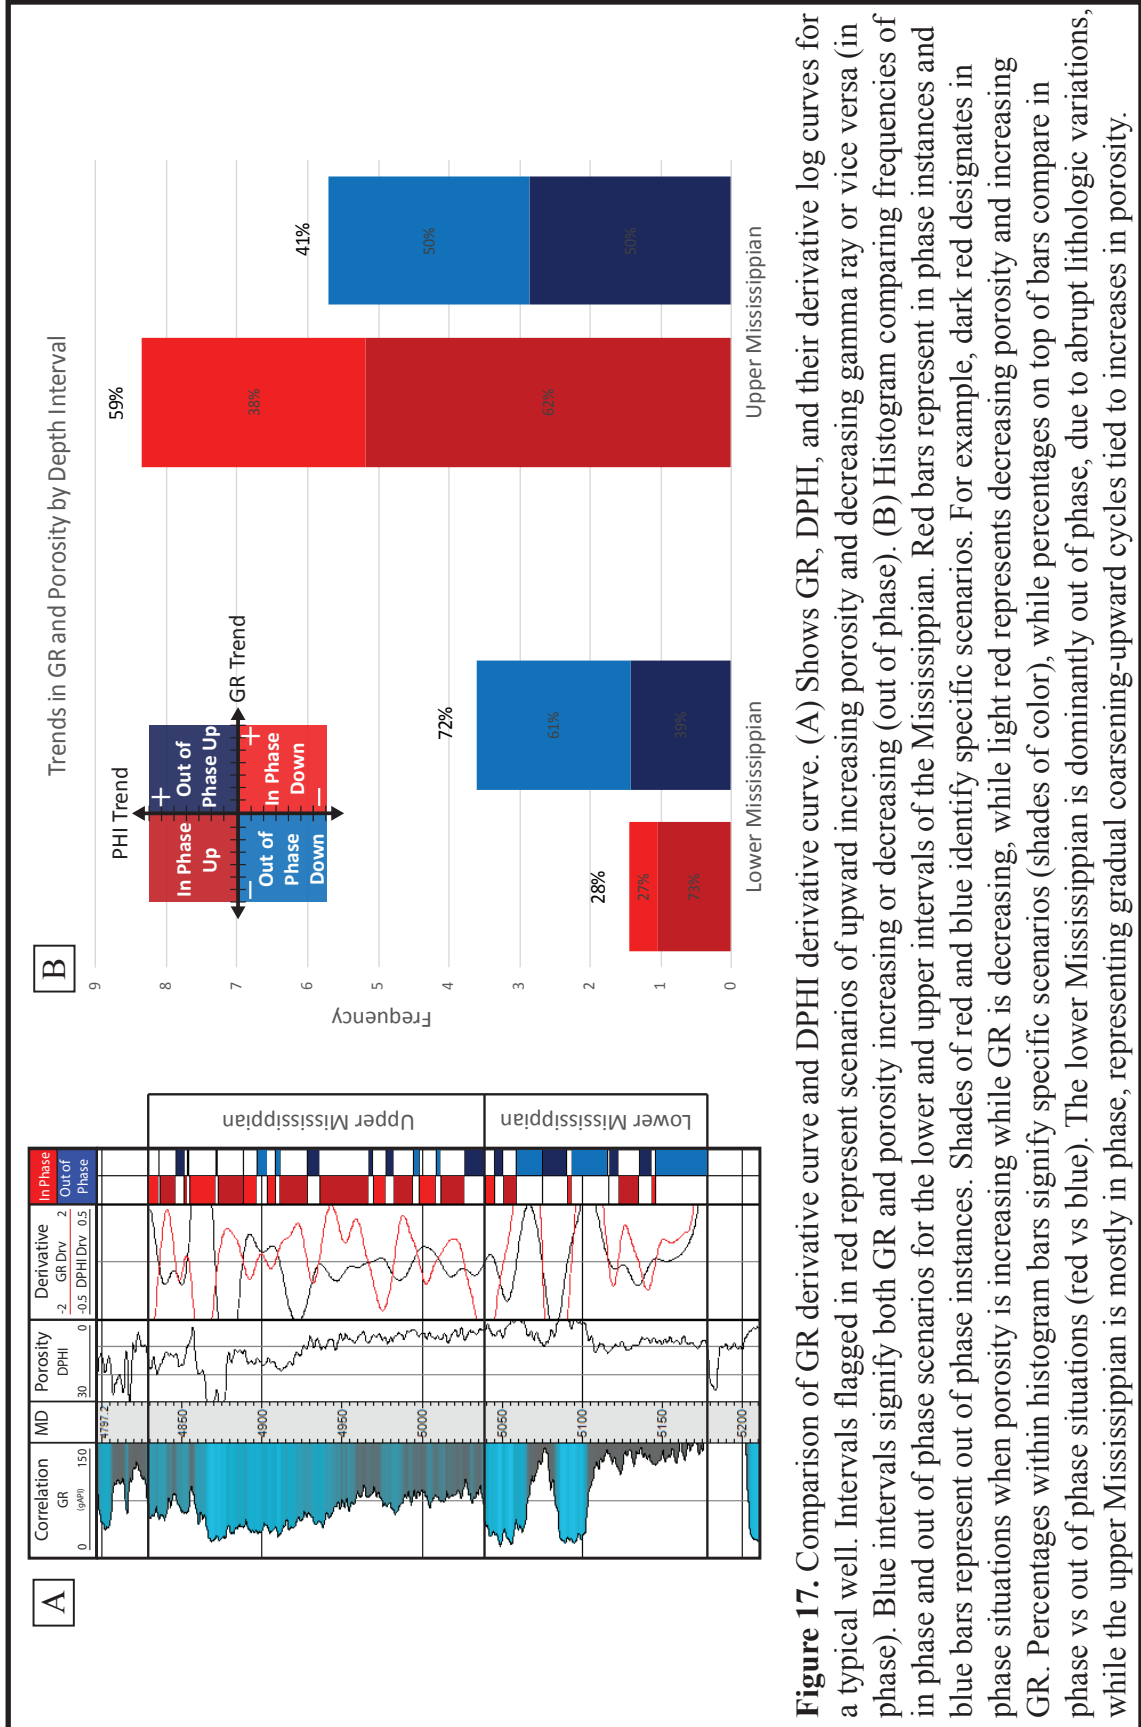 A
Correlation
GR
(gAPI)
0 150
MD
Porosity
DPHI
30 0
Derivative
-2 GR Drv 2
-0.5 DPHI Drv 0.5
In Phase
Out of
Phase
4797.2
4850
4900
4950
5000
5050
5100
5150
5200
Upper Mississippian
Lower Mississippian
B
Trends in GR and Porosity by Depth Interval
PHI Trend
GR Trend
In Phase
Up
+
Out of
Phase Up
−
Out of
Phase
Down
+
In Phase
Down
−
Frequency
9
8
7
6
5
4
3
2
1
0
28%
27%
73%
72%
61%
39%
59%
38%
62%
41%
50%
50%
Lower Mississippian
Upper Mississippian
Figure 17. Comparison of GR derivative curve and DPHI derivative curve. (A) Shows GR, DPHI, and their derivative log curves for
a typical well. Intervals flagged in red represent scenarios of upward increasing porosity and decreasing gamma ray or vice versa (in
phase). Blue intervals signify both GR and porosity increasing or decreasing (out of phase). (B) Histogram comparing frequencies of
in phase and out of phase scenarios for the lower and upper intervals of the Mississippian. Red bars represent in phase instances and
blue bars represent out of phase instances. Shades of red and blue identify specific scenarios. For example, dark red designates in
phase situations when porosity is increasing while GR is decreasing, while light red represents decreasing porosity and increasing
GR. Percentages within histogram bars signify specific scenarios (shades of color), while percentages on top of bars compare in
phase vs out of phase situations (red vs blue). The lower Mississippian is dominantly out of phase, due to abrupt lithologic variations,
while the upper Mississippian is mostly in phase, representing gradual coarsening-upward cycles tied to increases in porosity.